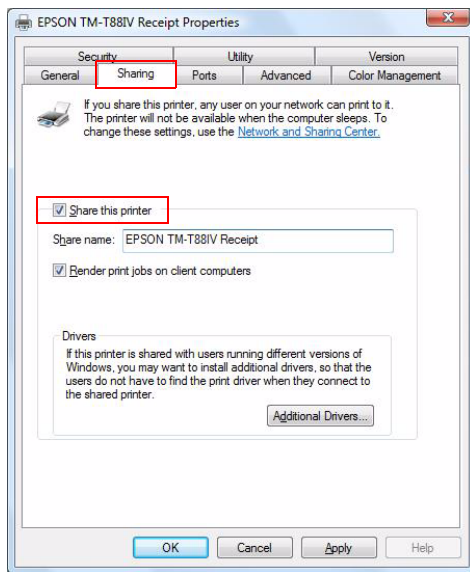 EPSON TM-T88IV Receipt Properties
Security Utility Version
General Sharing Ports Advanced Color Management
If you share this printer, any user on your network can print to it.
The printer will not be available when the computer sleeps. To
change these settings, use the Network and Sharing Center.
Share this printer
Share name: EPSON TM-T88IV Receipt
Render print jobs on client computers
Drivers
If this printer is shared with users running different versions of
Windows, you may want to install additional drivers, so that the
users do not have to find the print driver when they connect to
the shared printer.
Additional Drivers...
OK Cancel Apply Help